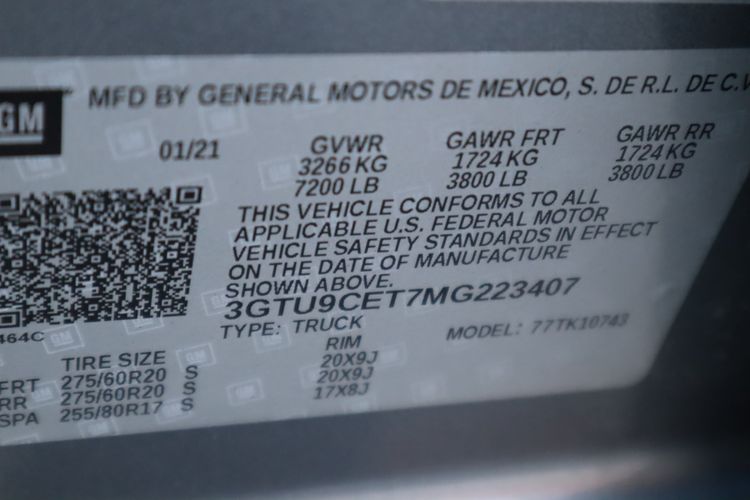 GM
MFD BY GENERAL MOTORS DE MEXICO, S. DE R.L. DE C.V
01/21
GVWR
3266 KG
7200 LB
GAWR FRT
1724 KG
3800 LB
GAWR RR
1724 KG
3800 LB
THIS VEHICLE CONFORMS TO ALL
APPLICABLE U.S. FEDERAL MOTOR
VEHICLE SAFETY STANDARDS IN EFFECT
ON THE DATE OF MANUFACTURE
SHOWN ABOVE.
3GTU9CET7MG223407
TYPE: TRUCK
MODEL: 77TK10743
464C
TIRE SIZE RIM
FRT 275/60R20 S 20X9J
RR 275/60R20 S 20X9J
SPA 255/80R17 S 17X8J